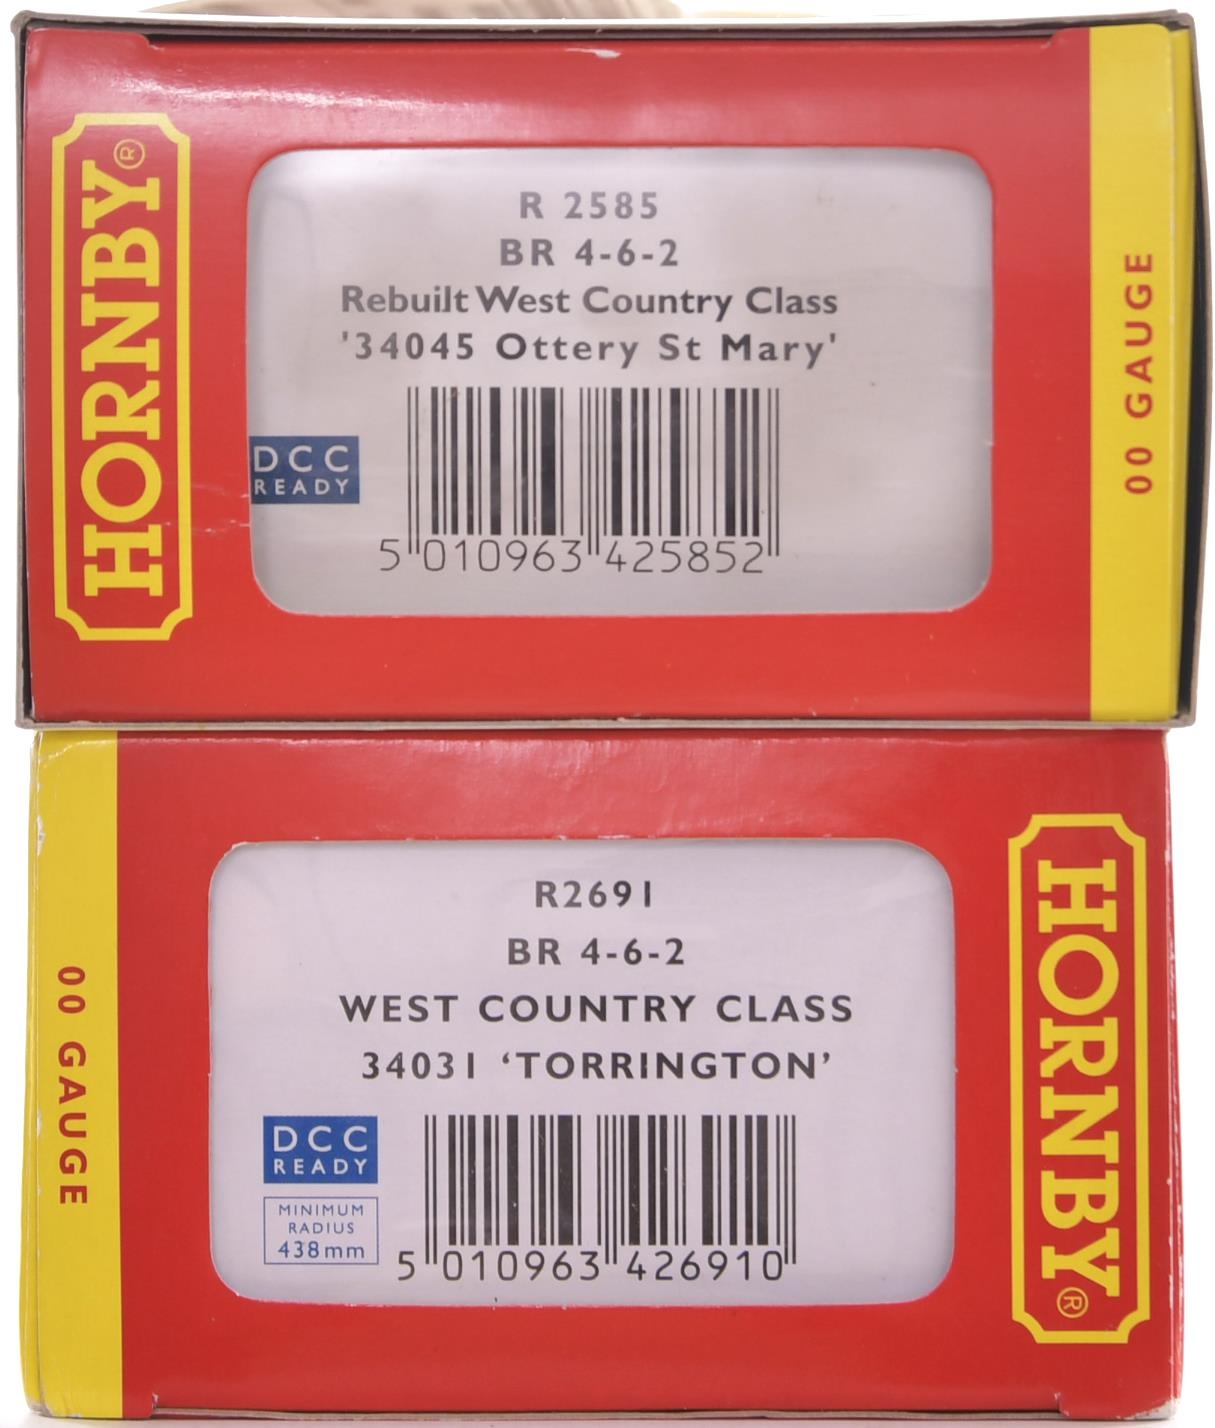 HORNBY®
R 2585
BR 4-6-2
Rebuilt West Country Class
'34045 Ottery St Mary'
DCC
READY
5 010963 425852
00 GAUGE
00 GAUGE
R2691
BR 4-6-2
WEST COUNTRY CLASS
34031 ‘TORRINGTON’
DCC
READY
MINIMUM
RADIUS
438mm
5 010963 426910
HORNBY®